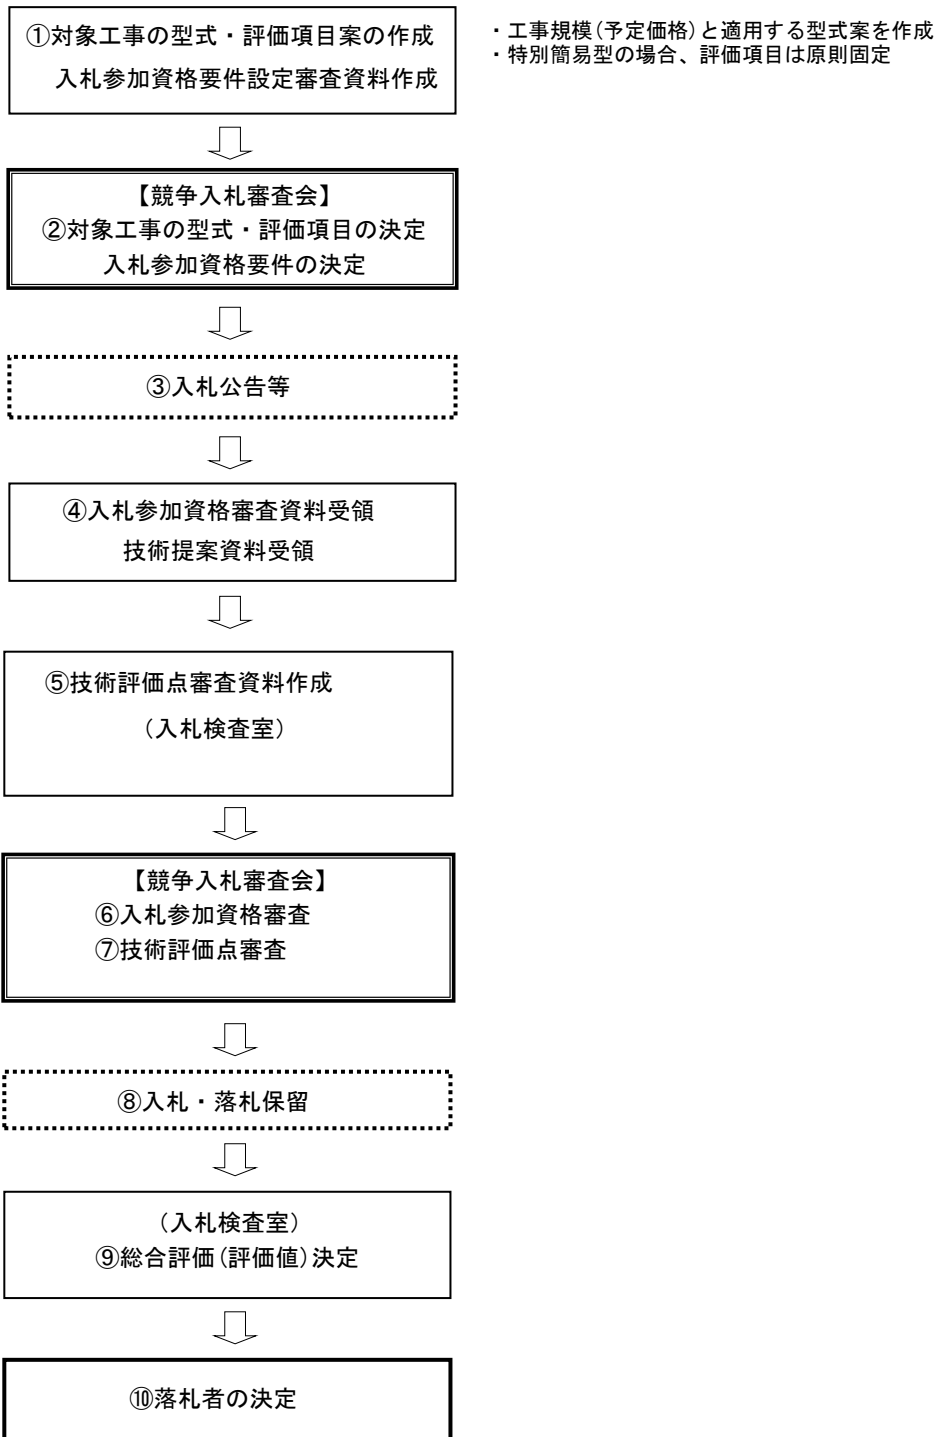 ①対象工事の型式・評価項目案の作成
入札参加資格要件設定審査資料作成
・工事規模(予定価格)と適用する型式案を作成
・特別簡易型の場合、評価項目は原則固定
【競争入札審査会】
②対象工事の型式・評価項目の決定
入札参加資格要件の決定
③入札公告等
④入札参加資格審査資料受領
技術提案資料受領
⑤技術評価点審査資料作成
（入札検査室）
【競争入札審査会】
⑥入札参加資格審査
⑦技術評価点審査
⑧入札・落札保留
（入札検査室）
⑨総合評価(評価値)決定
⑩落札者の決定